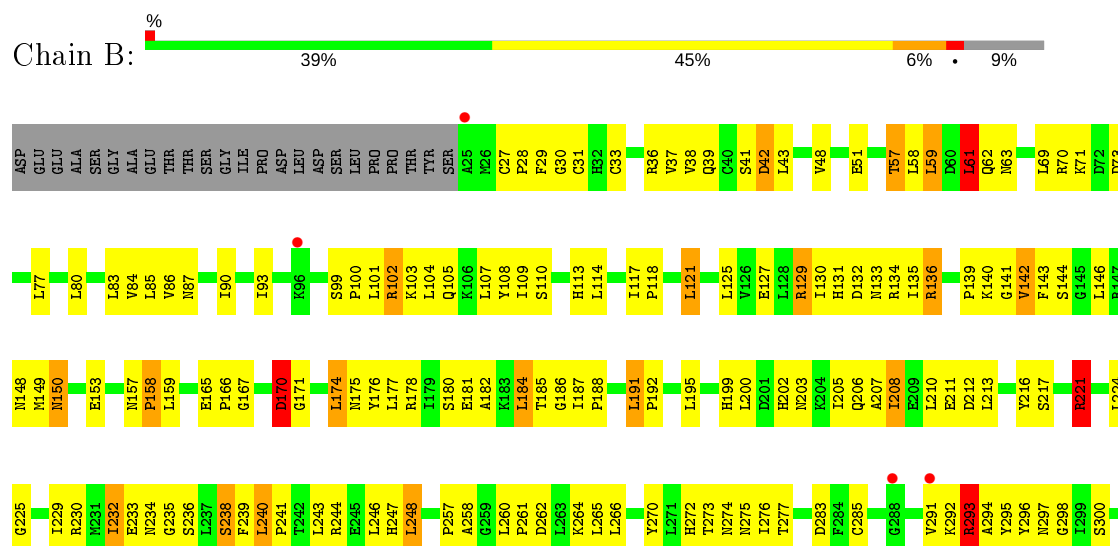 %
Chain B:
39% 45% 6% • 9%
ASP GLU GLU ALA ALA SER GLY ALA GLU THR THR SER GLY ILE PRO ASP LEU ASP SER LEU PRO PRO THR TYR SER A25 M26 C27 P28 F29 G30 C31 H32 C33 R36 V37 V38 Q39 C40 S41 D42 L43 V48 E51 T57 L58 L59 D60 L61 Q62 N63 L69 R70 K71 D72 D73
L77 L80 L83 V84 L85 V86 N87 I90 I93 K96 S99 P100 L101 R102 K103 L104 Q105 K106 L107 Y108 I109 S110 H113 L114 I117 P118 L121 L125 V126 E127 L128 R129 I130 H131 D132 N133 R134 I135 R136 P139 K140 G141 V142 F143 S144 G145 L146 R147
N148 M149 N150 E153 N157 P158 L159 E165 P166 G167 D170 G171 L174 N175 Y176 L177 R178 I179 S180 E181 A182 K183 L184 T185 G186 I187 P188 L191 P192 L195 H199 L200 D201 H202 N203 K204 I205 Q206 A207 I208 E209 L210 E211 D212 L213 Y216 S217 R221 L224
G225 I229 R230 M231 I232 E233 N234 G235 S236 L237 S238 F239 L240 P241 T242 L243 R244 E245 L246 H247 L248 P257 A258 G259 L260 P261 D262 L263 K264 L265 L266 Y270 L271 H272 T273 N274 N275 I276 T277 D283 F284 C285 G288 V291 K292 R293 A294 Y295 Y296 N297 G298 I299 S300